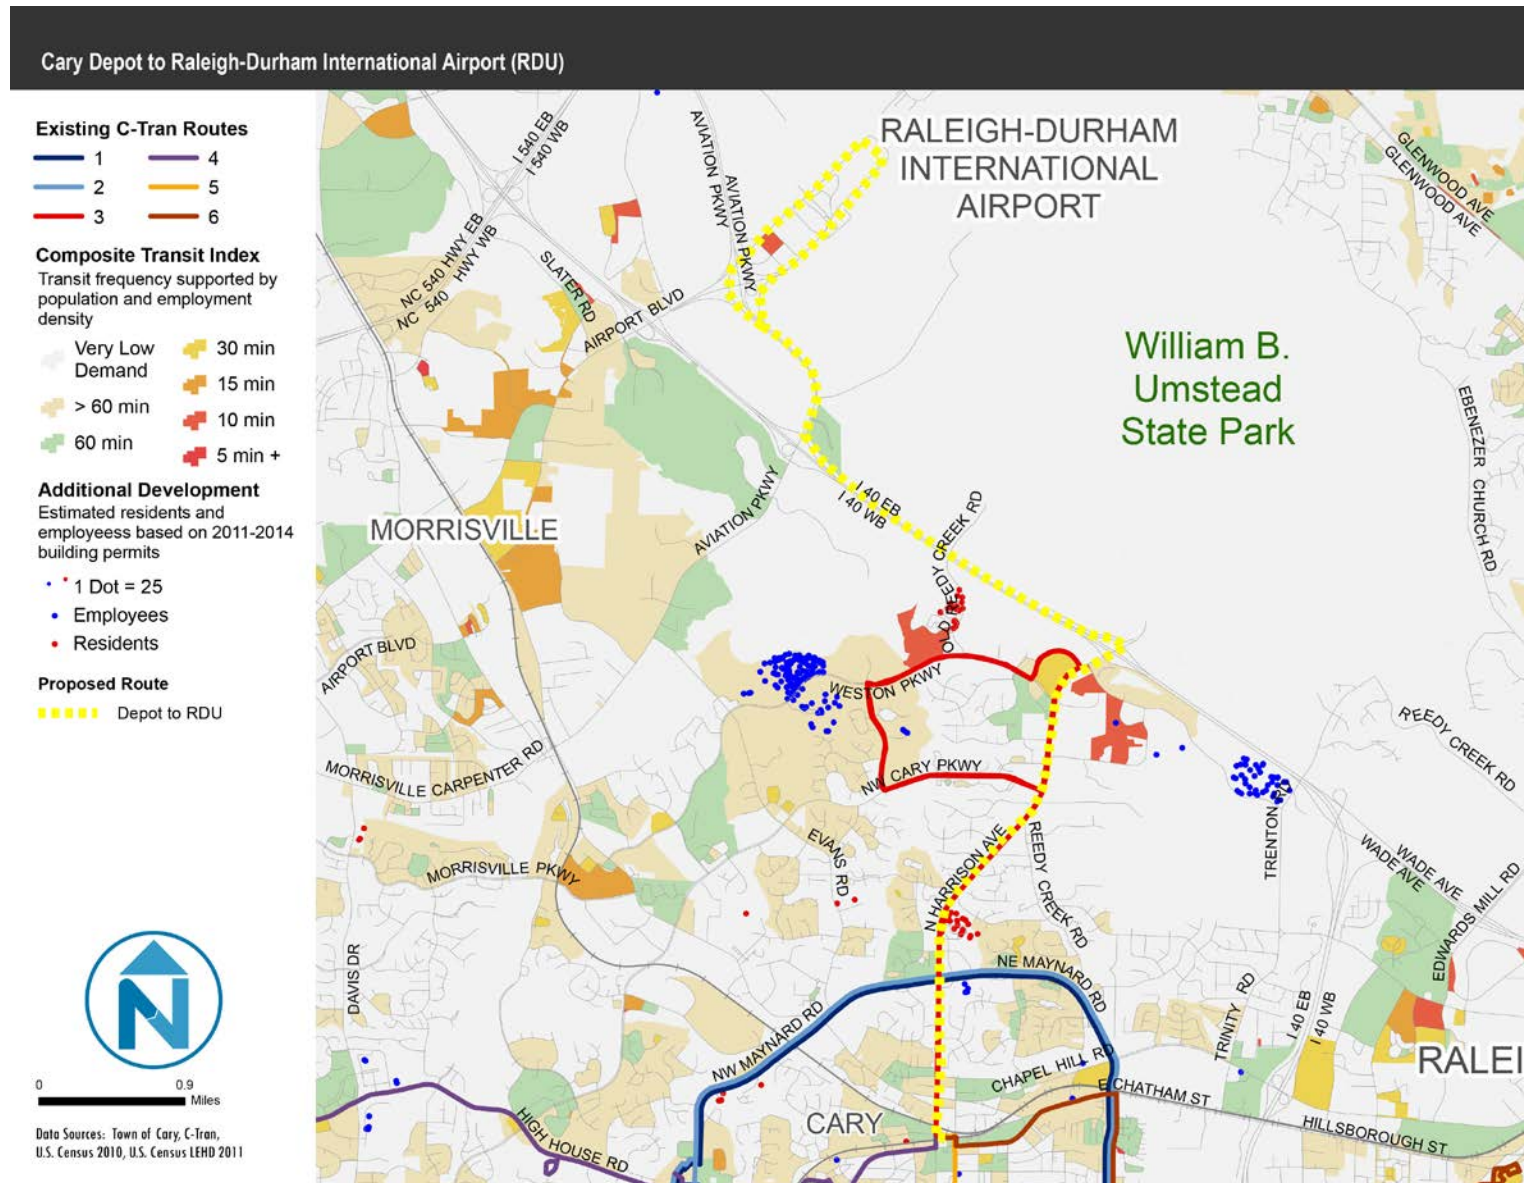 Cary Depot to Raleigh-Durham International Airport (RDU)
Existing C-Tran Routes
1
4
2
5
3
6
Composite Transit Index
Transit frequency supported by
population and employment
density
Very Low
Demand
> 60 min
60 min
30 min
15 min
10 min
5 min +
Additional Development
Estimated residents and
employeess based on 2011-2014
building permits
1 Dot = 25
Employees
Residents
Proposed Route
Depot to RDU
N
0
0.9
Miles
Data Sources: Town of Cary, C-Tran,
U.S. Census 2010, U.S. Census LEHD 2011
I 540 EB
I 540 WB
AVIATION PKWY
AVIATION PKWY
RALEIGH-DURHAM
INTERNATIONAL
AIRPORT
GLENWOOD AVE
GLENWOOD AVE
NC 540 HWY EB
NC 540 HWY WB
SLATER RD
AIRPORT BLVD
William B.
Umstead
State Park
EBENEZER CHURCH RD
MORRISVILLE
AVIATION PKWY
I 40 EB
I 40 WB
OLD REEDY CREEK RD
AIRPORT BLVD
WESTON PKWY
REEDY CREEK RD
MORRISVILLE CARPENTER RD
NW CARY PKWY
TRENTON RD
EVANS RD
N HARRISON AVE
REEDY CREEK RD
WADE AVE
WADE AVE
MORRISVILLE PKWY
EDWARDS MILL RD
DAVIS DR
NE MAYNARD RD
NW MAYNARD RD
TRINITY RD
I 40 EB
I 40 WB
CHAPEL HILL RD
RALEI
E CHATHAM ST
CARY
HIGH HOUSE RD
HILLSBOROUGH ST